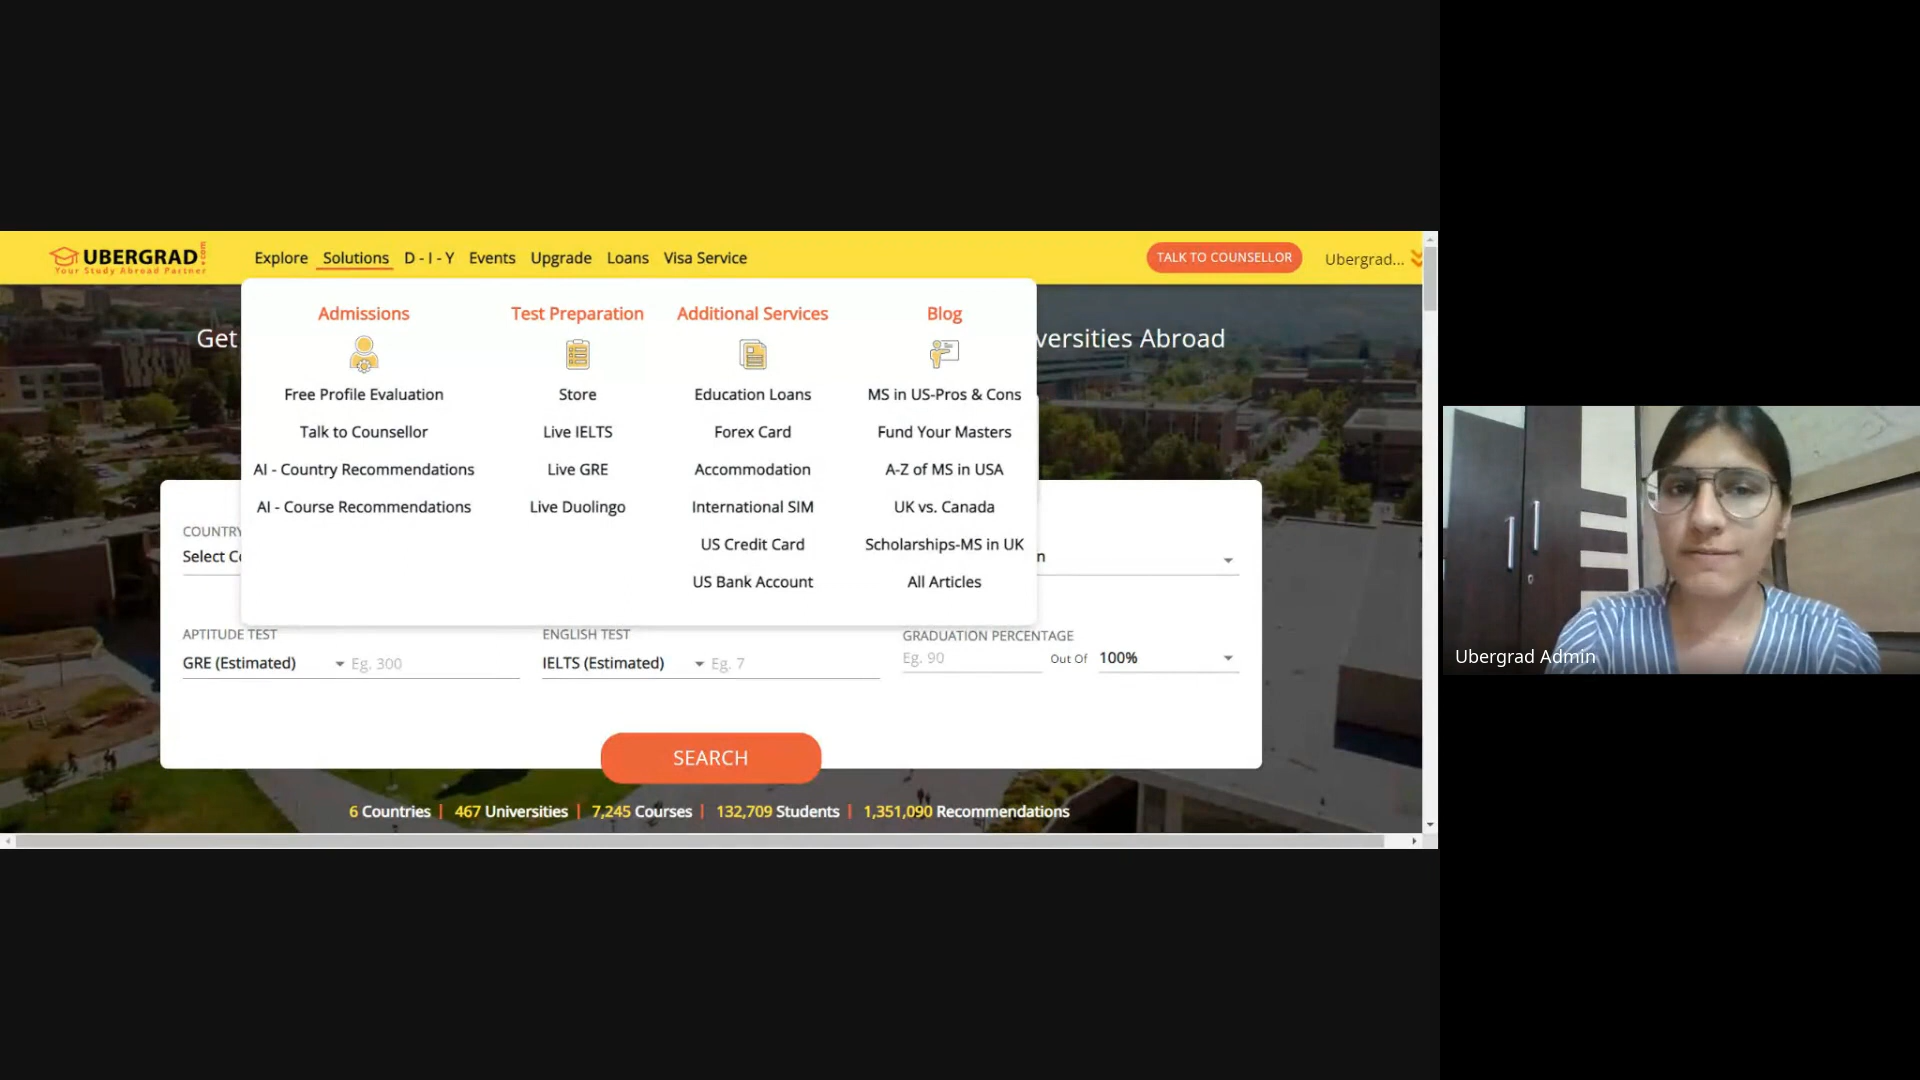 UBERGRAD.com
Your Study Abroad Partner
Explore Solutions D - I - Y Events Upgrade Loans Visa Service
TALK TO COUNSELLOR
Ubergrad...
Get
versities Abroad
Admissions
Free Profile Evaluation
Talk to Counsellor
AI - Country Recommendations
AI - Course Recommendations
Test Preparation
Store
Live IELTS
Live GRE
Live Duolingo
Additional Services
Education Loans
Forex Card
Accommodation
International SIM
US Credit Card
US Bank Account
Blog
MS in US-Pros & Cons
Fund Your Masters
A-Z of MS in USA
UK vs. Canada
Scholarships-MS in UK
All Articles
COUNTRY
Select Co
n
APTITUDE TEST
GRE (Estimated) Eg. 300
ENGLISH TEST
IELTS (Estimated) Eg. 7
GRADUATION PERCENTAGE
Eg. 90 Out Of 100%
SEARCH
6 Countries | 467 Universities | 7,245 Courses | 132,709 Students | 1,351,090 Recommendations
Ubergrad Admin